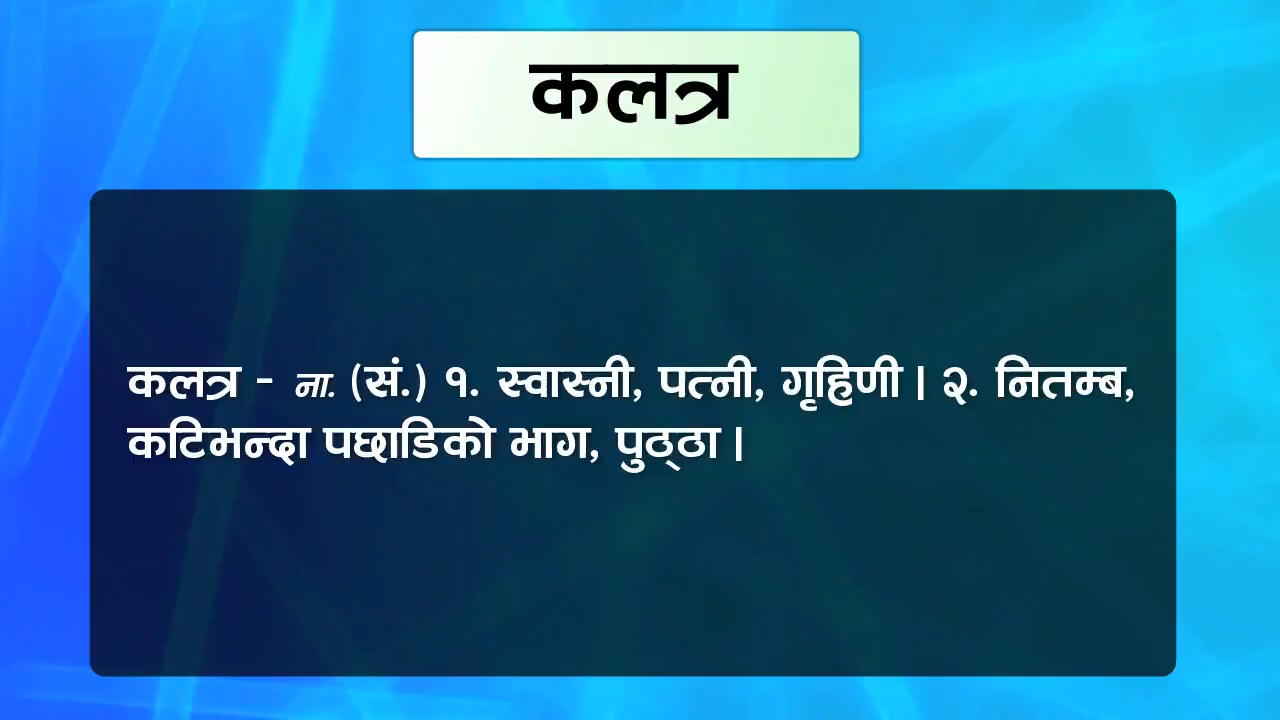 कलत्र
कलत्र - ना. (सं.) १. स्वास्नी, पत्नी, गृहिणी । २. नितम्ब,
कटिभन्दा पछाडिको भाग, पुठ्ठा ।